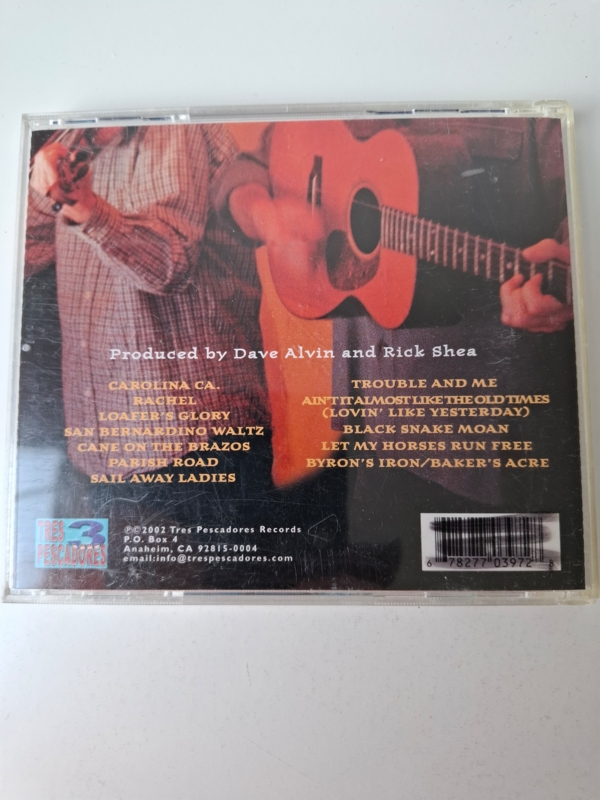 Produced by Dave Alvin and Rick Shea
CAROLINA CA.
RACHEL
LOAFER'S GLORY
SAN BERNARDINO WALTZ
CANE ON THE BRAZOS
PARISH ROAD
SAIL AWAY LADIES
TROUBLE AND ME
AIN'T IT ALMOST LIKE THE OLD TIMES
(LOVIN' LIKE YESTERDAY)
BLACK SNAKE MOAN
LET MY HORSES RUN FREE
BYRON'S IRON/BAKER'S ACRE
TRES 3
PESCADORES
℗©2002 Tres Pescadores Records
P.O. Box 4
Anaheim, CA 92815-0004
email:info@trespescadores.com
6 78277 03972 8